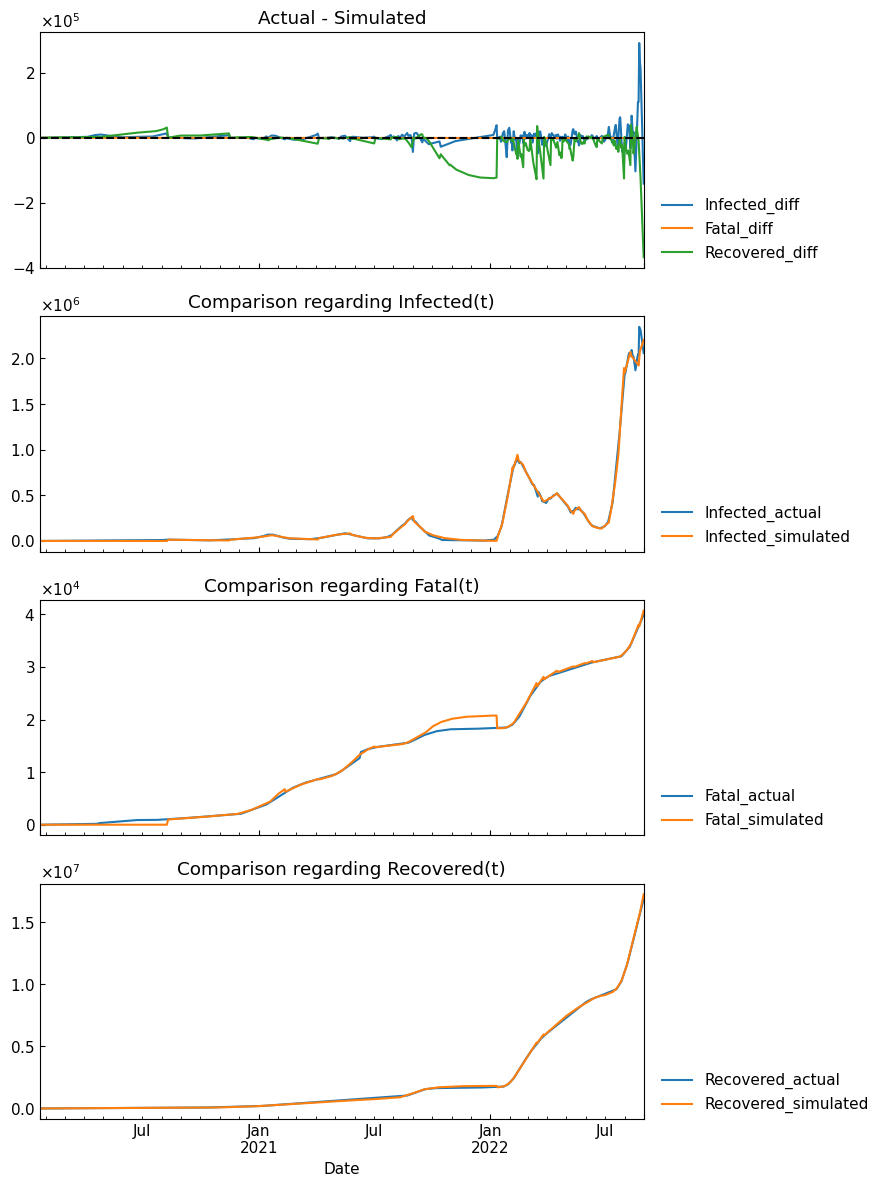 Actual - Simulated
×10⁵
2
0
−2
−4
Infected_diff
Fatal_diff
Recovered_diff
Comparison regarding Infected(t)
×10⁶
2.0
1.5
1.0
0.5
0.0
Infected_actual
Infected_simulated
Comparison regarding Fatal(t)
×10⁴
4
3
2
1
0
Fatal_actual
Fatal_simulated
Comparison regarding Recovered(t)
×10⁷
1.5
1.0
0.5
0.0
Recovered_actual
Recovered_simulated
Jul Jan Jul Jan Jul
2021 2022
Date